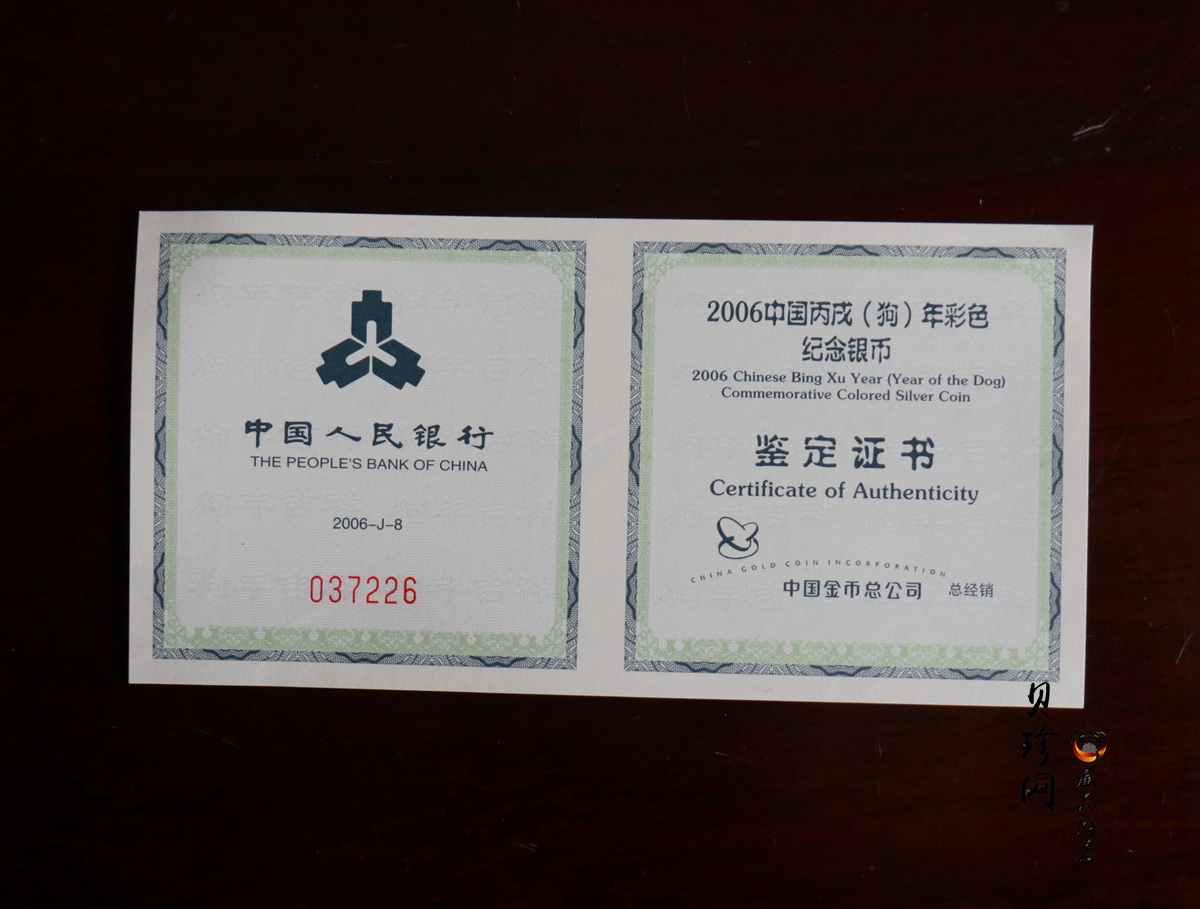 中国人民银行
THE PEOPLE'S BANK OF CHINA
2006-J-8
037226
2006中国丙戌（狗）年彩色
纪念银币
2006 Chinese Bing Xu Year (Year of the Dog)
Commemorative Colored Silver Coin
鉴定证书
Certificate of Authenticity
CHINA GOLD COIN INCORPORATION
中国金币总公司 总经销
贝珍网